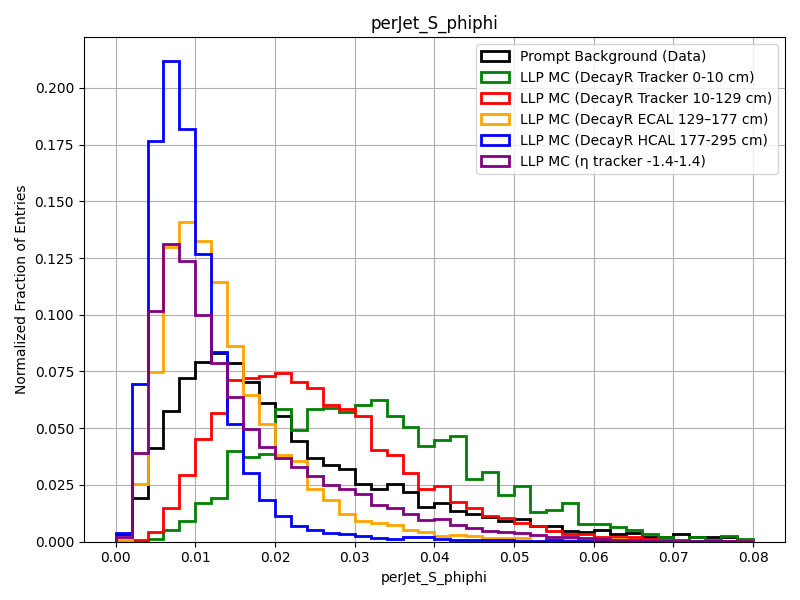 perJet_S_phiphi
Prompt Background (Data)
LLP MC (DecayR Tracker 0-10 cm)
LLP MC (DecayR Tracker 10-129 cm)
LLP MC (DecayR ECAL 129–177 cm)
LLP MC (DecayR HCAL 177-295 cm)
LLP MC (η tracker -1.4-1.4)
Normalized Fraction of Entries
0.200
0.175
0.150
0.125
0.100
0.075
0.050
0.025
0.000
0.00 0.01 0.02 0.03 0.04 0.05 0.06 0.07 0.08
perJet_S_phiphi